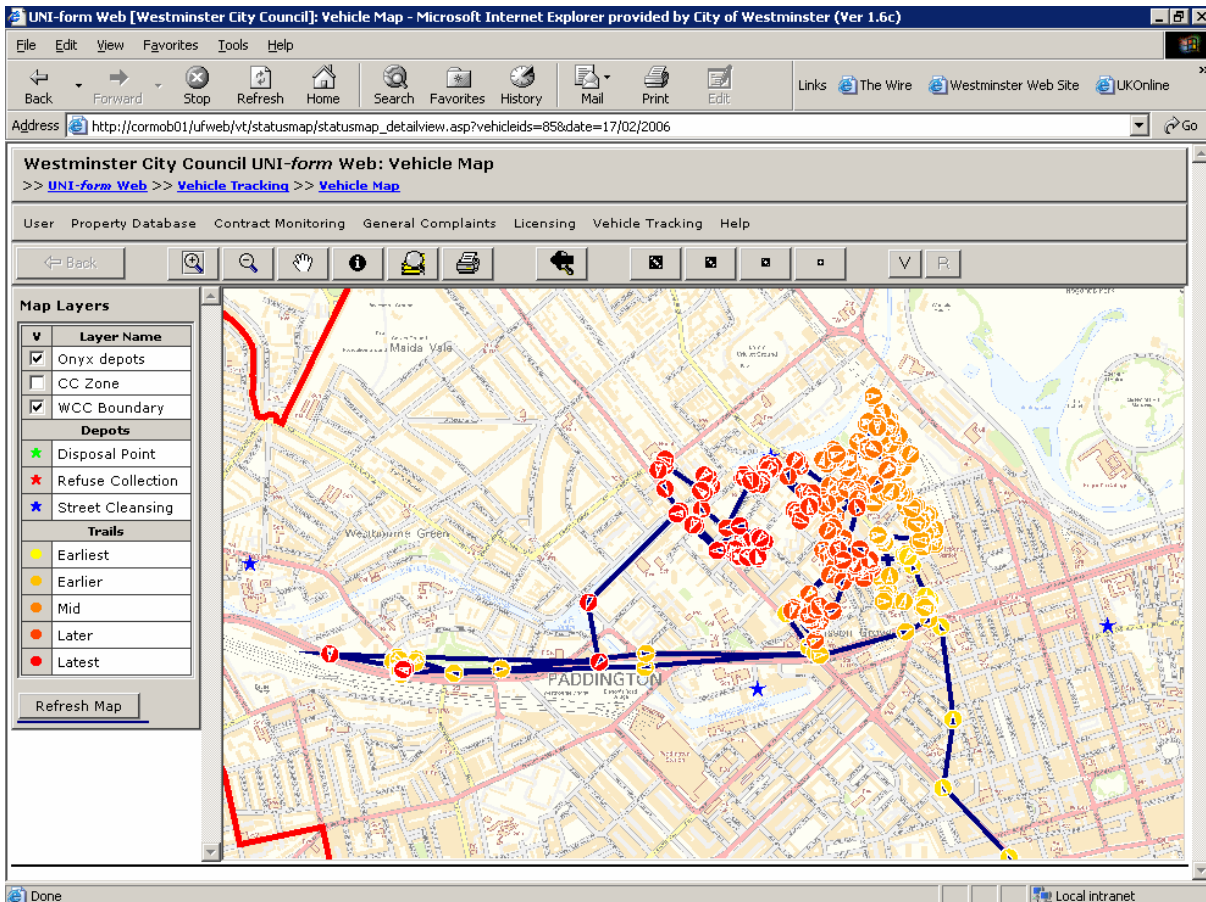 UNI-form Web [Westminster City Council]: Vehicle Map - Microsoft Internet Explorer provided by City of Westminster (Ver 1.6c)
File Edit View Favorites Tools Help
Back Forward Stop Refresh Home Search Favorites History Mail Print Edit Links The Wire Westminster Web Site UKOnline »
Address http://cormob01/ufweb/vt/statusmap/statusmap_detailview.asp?vehicleids=85&date=17/02/2006 Go
Westminster City Council UNI-form Web: Vehicle Map
>> UNI-form Web >> Vehicle Tracking >> Vehicle Map
User Property Database Contract Monitoring General Complaints Licensing Vehicle Tracking Help
Back V R
Map Layers
V Layer Name
Onyx depots
CC Zone
WCC Boundary
Depots
Disposal Point
Refuse Collection
Street Cleansing
Trails
Earliest
Earlier
Mid
Later
Latest
Refresh Map
Maida Vale
Westbourne Green
PADDINGTON
Done Local intranet